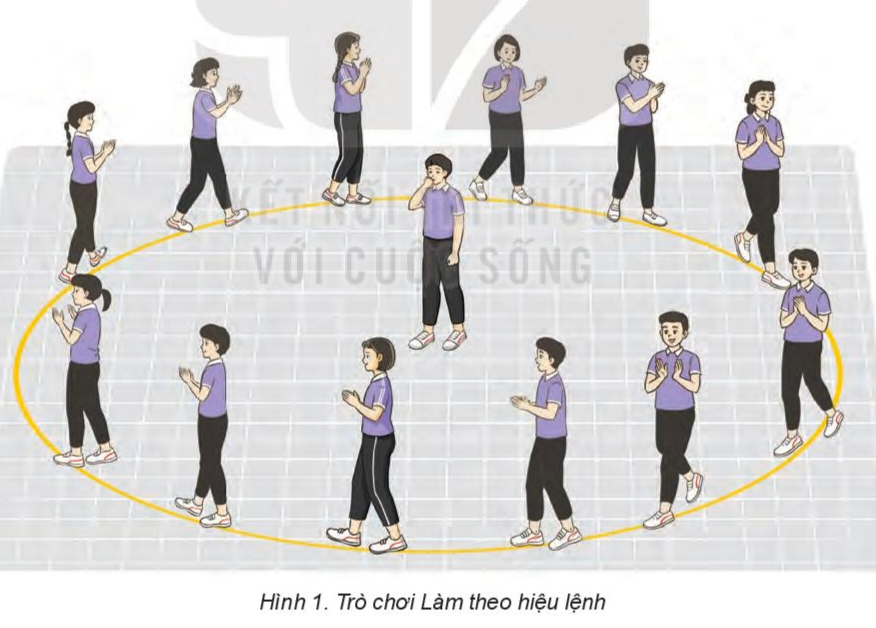 KẾT NỐI TRI THỨC
VỚI CUỘC SỐNG
Hình 1. Trò chơi Làm theo hiệu lệnh